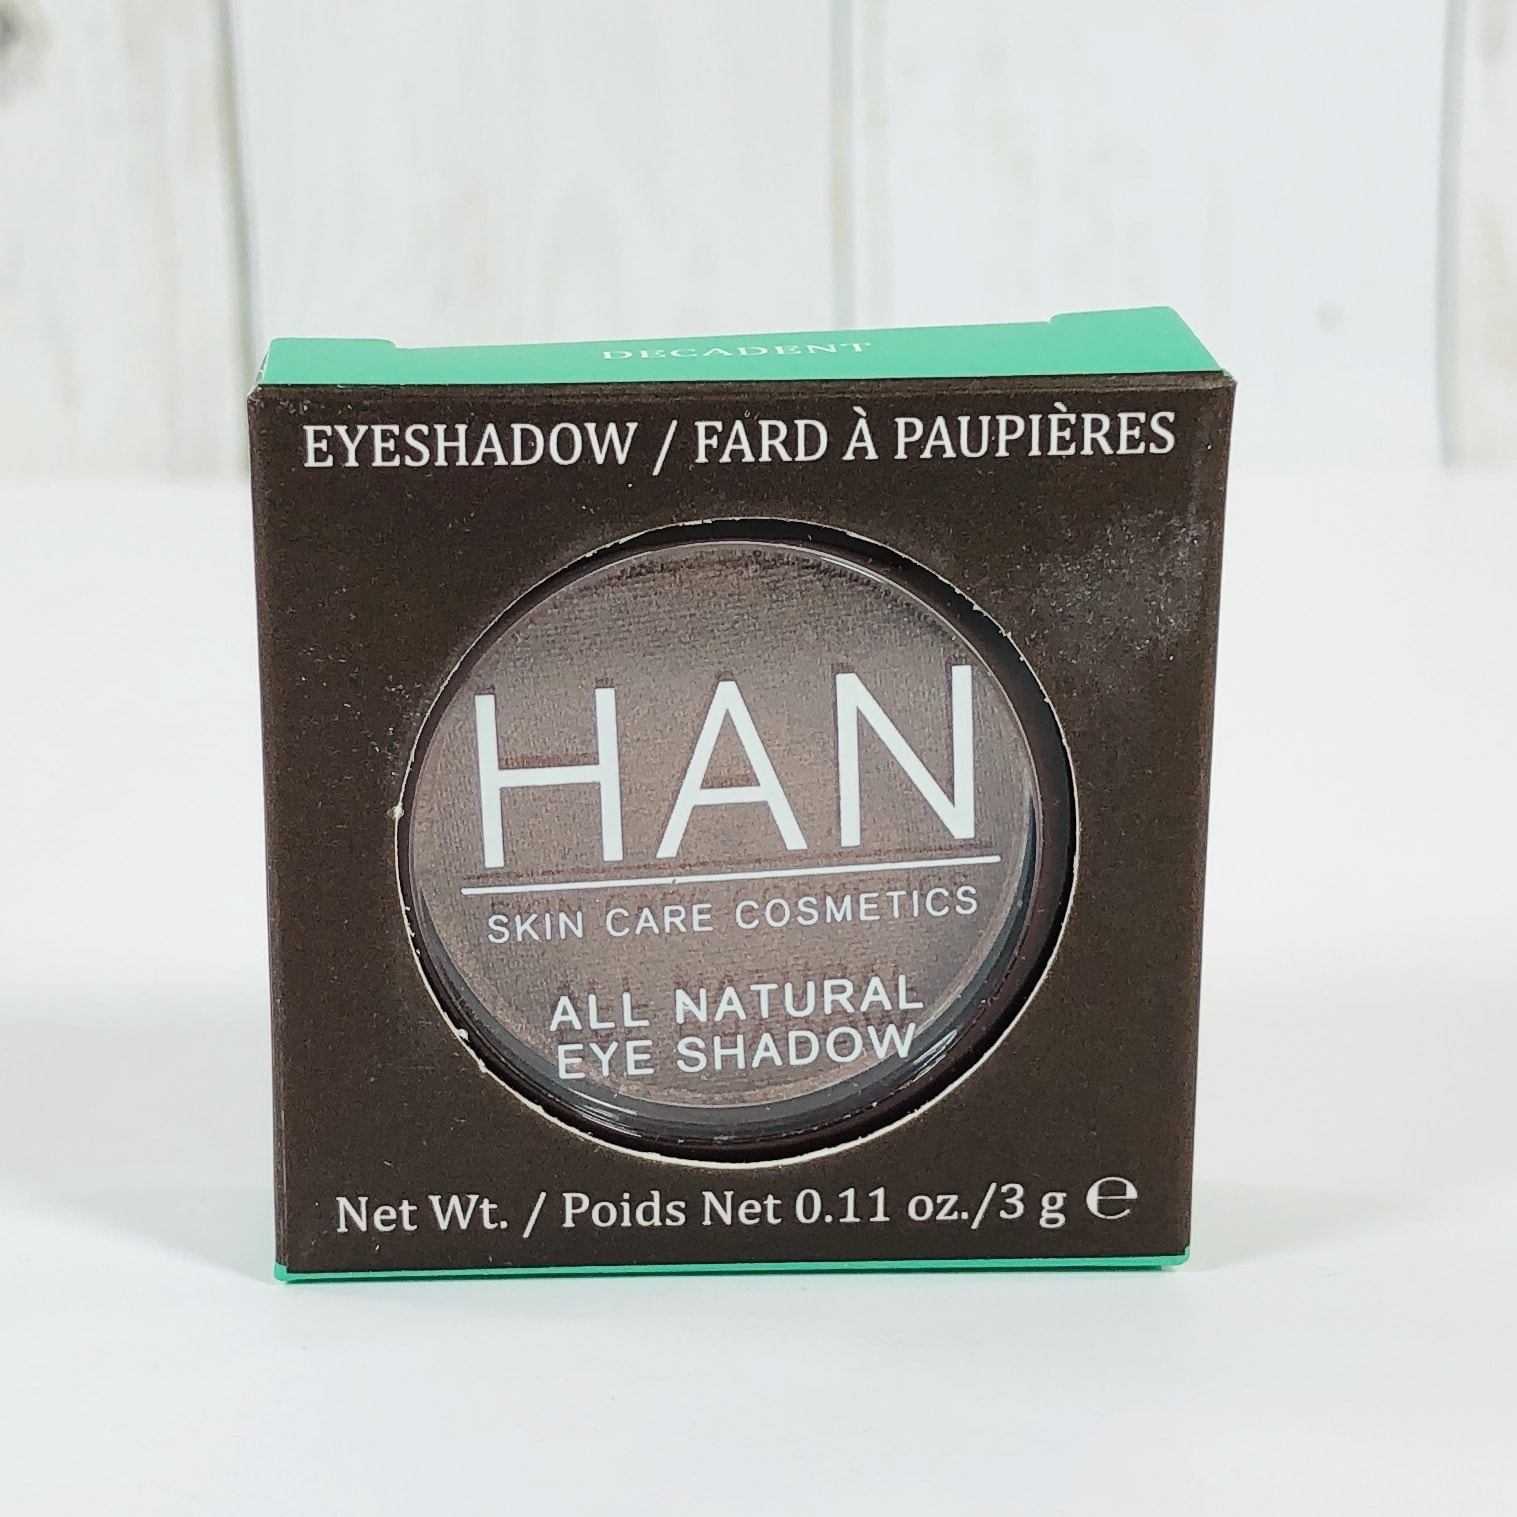 DECADENT
EYESHADOW / FARD À PAUPIÈRES
HAN
SKIN CARE COSMETICS
ALL NATURAL
EYE SHADOW
Net Wt. / Poids Net 0.11 oz./3 g ℮